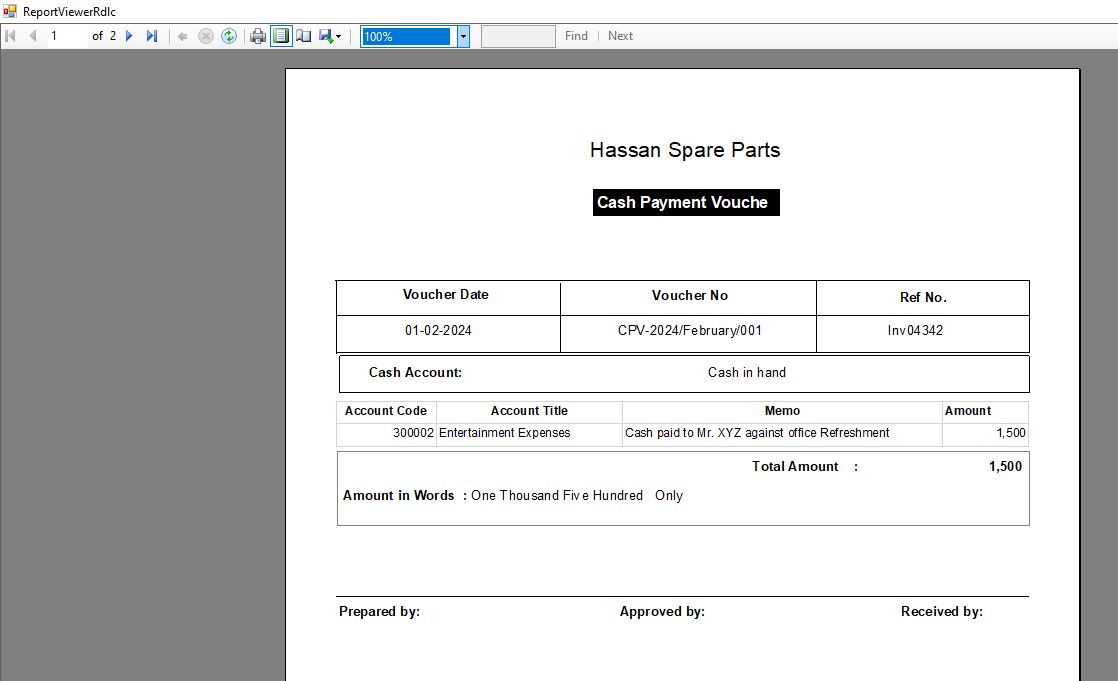 ReportViewerRdlc
1 of 2 100% Find | Next
Hassan Spare Parts
Cash Payment Vouche
Voucher Date Voucher No Ref No.
01-02-2024 CPV-2024/February/001 Inv04342
Cash Account: Cash in hand
Account Code Account Title Memo Amount
300002 Entertainment Expenses Cash paid to Mr. XYZ against office Refreshment 1,500
Total Amount : 1,500
Amount in Words : One Thousand Five Hundred Only
Prepared by: Approved by: Received by: